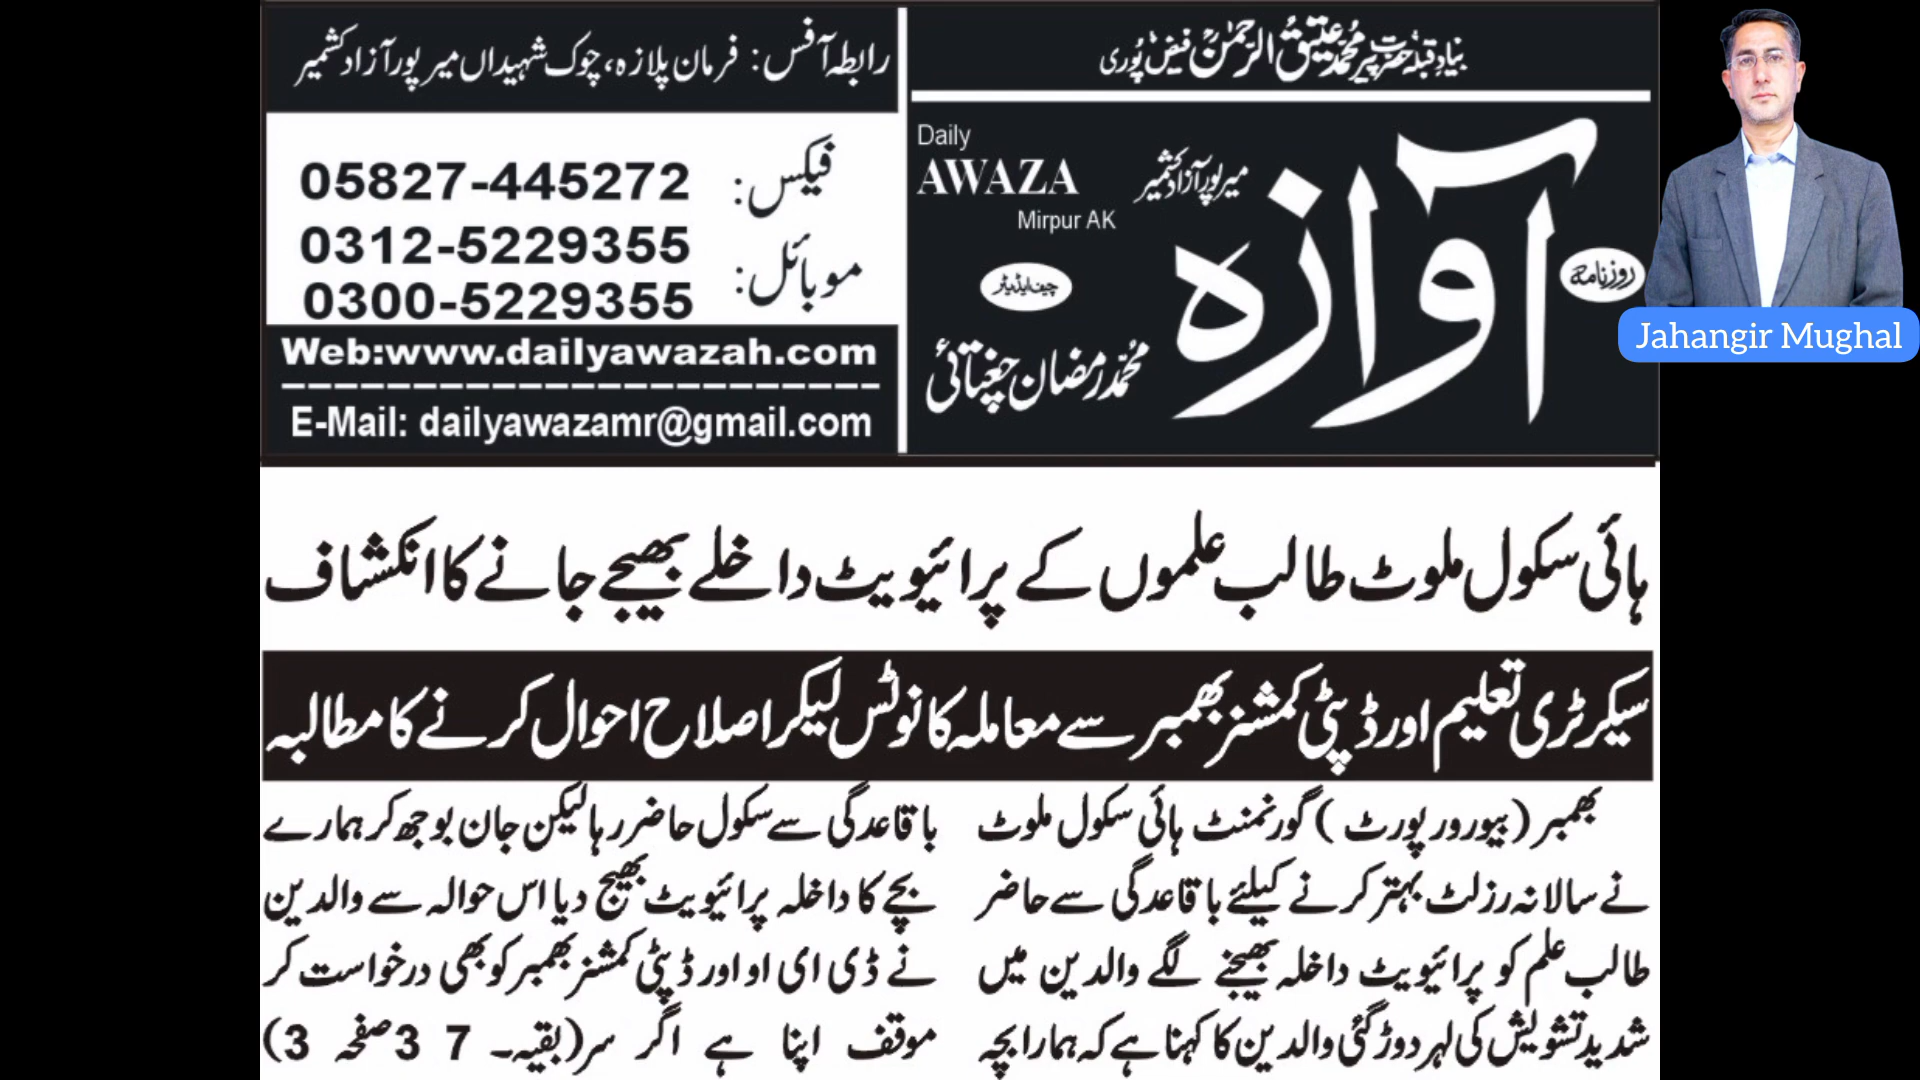 بیاد قبلہ حضرت پیر محمد عتیق الرحمٰن فیض پوری
رابطہ آفس: فرمان پلازہ، چوک شہیداں میرپور آزاد کشمیر
روزنامہ
آوازہ
میرپور آزاد کشمیر
Daily
AWAZA
Mirpur AK
چیف ایڈیٹر
محمد رمضان چغتائی
فیکس: 05827-445272
موبائل: 0312-5229355
0300-5229355
Web:www.dailyawazah.com
E-Mail: dailyawazamr@gmail.com
Jahangir Mughal
ہائی سکول ملوٹ طالب علموں کے پرائیویٹ داخلے بھیجے جانے کا انکشاف
سیکرٹری تعلیم اور ڈپٹی کمشنر بھمبر سے معاملہ کا نوٹس لیکر اصلاح احوال کرنے کا مطالبہ
بھمبر (بیورورپورٹ) گورنمنٹ ہائی سکول ملوٹ
نے سالانہ رزلٹ بہتر کرنے کیلئے باقاعدگی سے حاضر
طالب علم کو پرائیویٹ داخلہ بھیجنے لگے والدین میں
شدید تشویش کی لہر دوڑ گئی والدین کا کہنا ہے کہ ہمارا بچہ
باقاعدگی سے سکول حاضر رہا لیکن جان بوجھ کر ہمارے
بچے کا داخلہ پرائیویٹ بھیج دیا اس حوالہ سے والدین
نے ڈی ای او اور ڈپٹی کمشنر بھمبر کو بھی درخواست کر
موقف اپنا ہے اگر سر (بقیہ۔ 7 3 صفحہ 3)